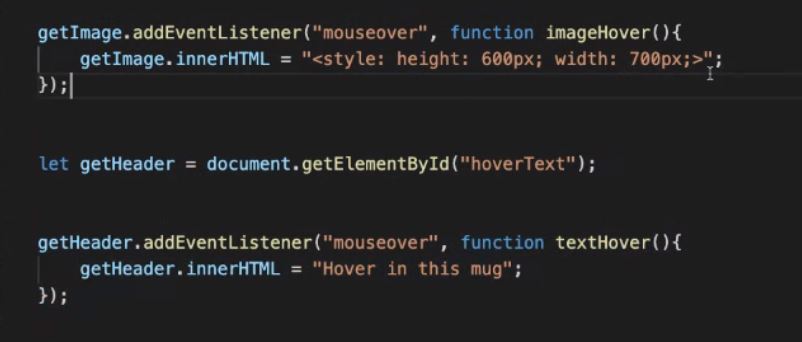 getImage.addEventListener("mouseover", function imageHover(){
getImage.innerHTML = "<style: height: 600px; width: 700px;>";
});
let getHeader = document.getElementById("hoverText");
getHeader.addEventListener("mouseover", function textHover(){
getHeader.innerHTML = "Hover in this mug";
});